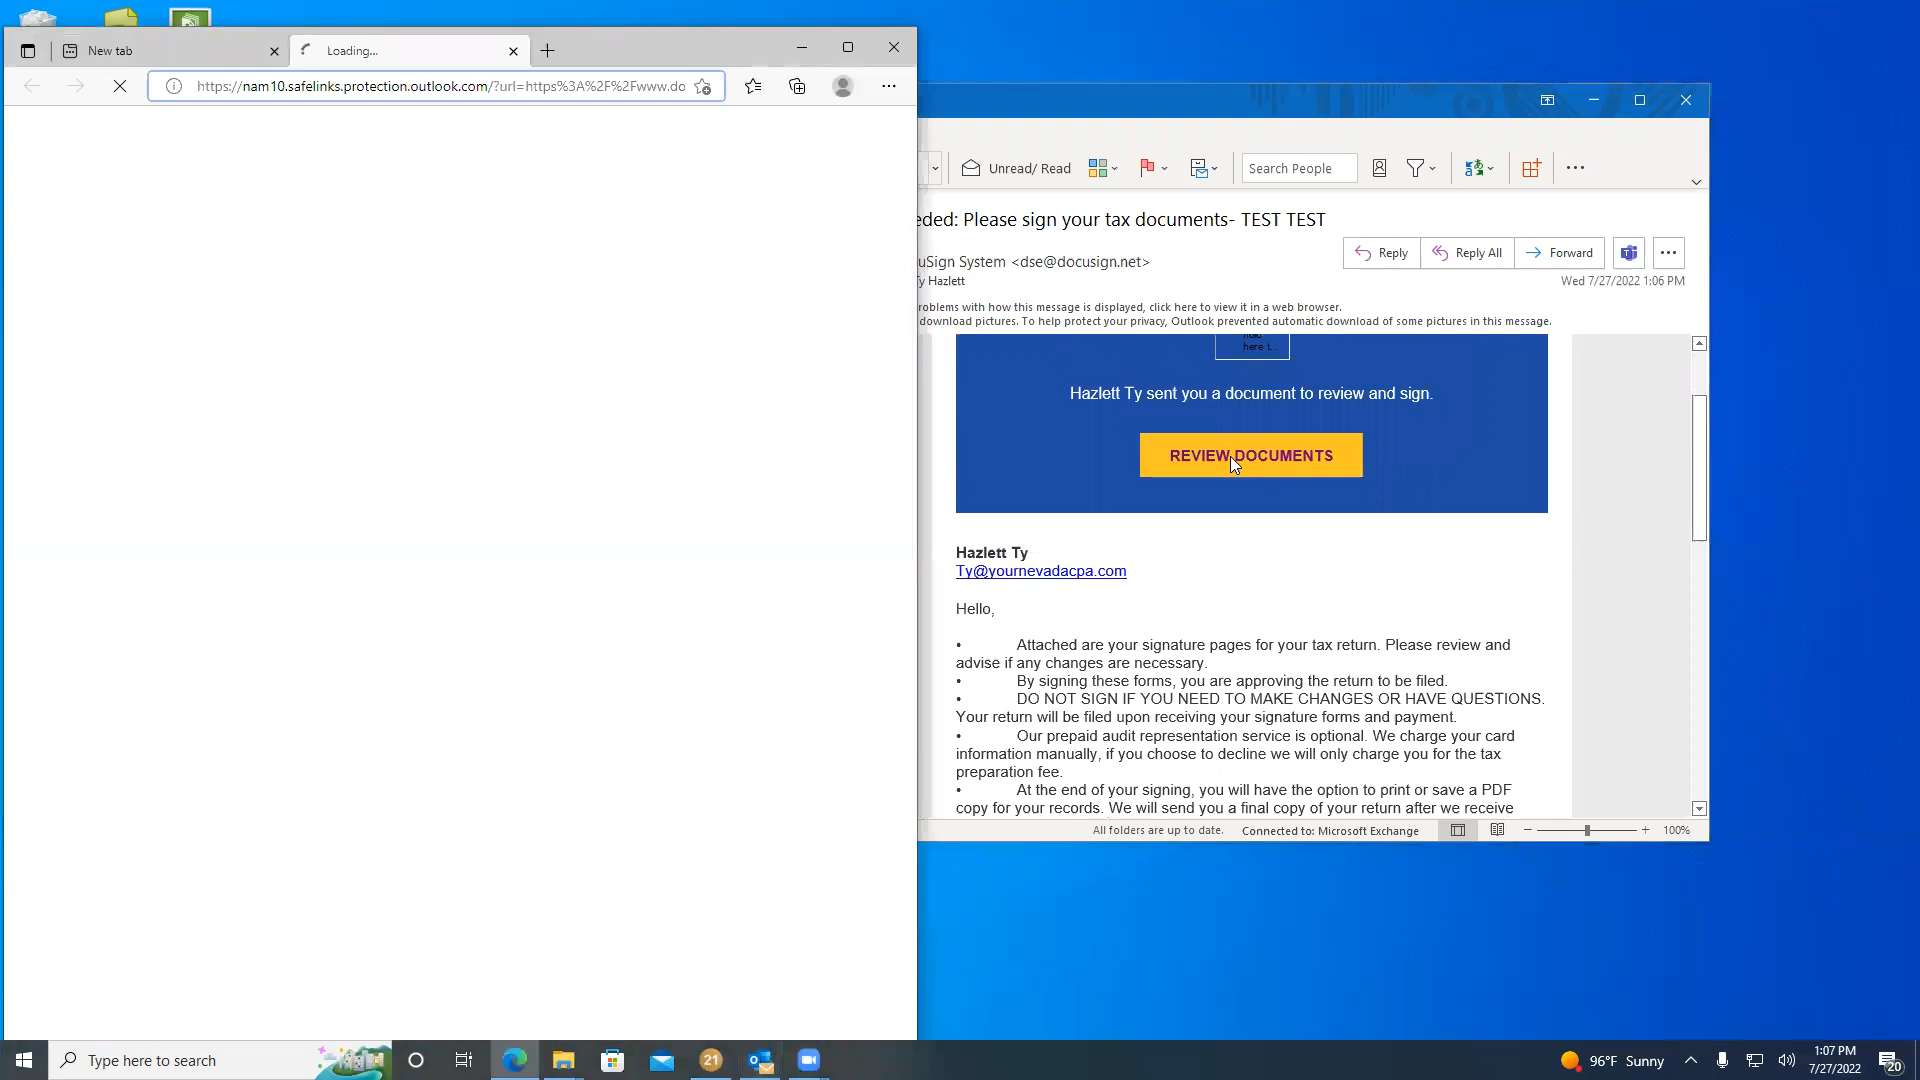 New tab
Loading...
https://nam10.safelinks.protection.outlook.com/?url=https%3A%2F%2Fwww.do
Unread/ Read
Search People
eded: Please sign your tax documents- TEST TEST
uSign System <dse@docusign.net>
Reply
Reply All
Forward
y Hazlett
Wed 7/27/2022 1:06 PM
roblems with how this message is displayed, click here to view it in a web browser.
download pictures. To help protect your privacy, Outlook prevented automatic download of some pictures in this message.
here t...
Hazlett Ty sent you a document to review and sign.
REVIEW DOCUMENTS
Hazlett Ty
Ty@yournevadacpa.com
Hello,
• Attached are your signature pages for your tax return. Please review and
advise if any changes are necessary.
• By signing these forms, you are approving the return to be filed.
• DO NOT SIGN IF YOU NEED TO MAKE CHANGES OR HAVE QUESTIONS.
Your return will be filed upon receiving your signature forms and payment.
• Our prepaid audit representation service is optional. We charge your card
information manually, if you choose to decline we will only charge you for the tax
preparation fee.
• At the end of your signing, you will have the option to print or save a PDF
copy for your records. We will send you a final copy of your return after we receive
All folders are up to date.
Connected to: Microsoft Exchange
100%
Type here to search
21
96°F Sunny
1:07 PM
7/27/2022
20